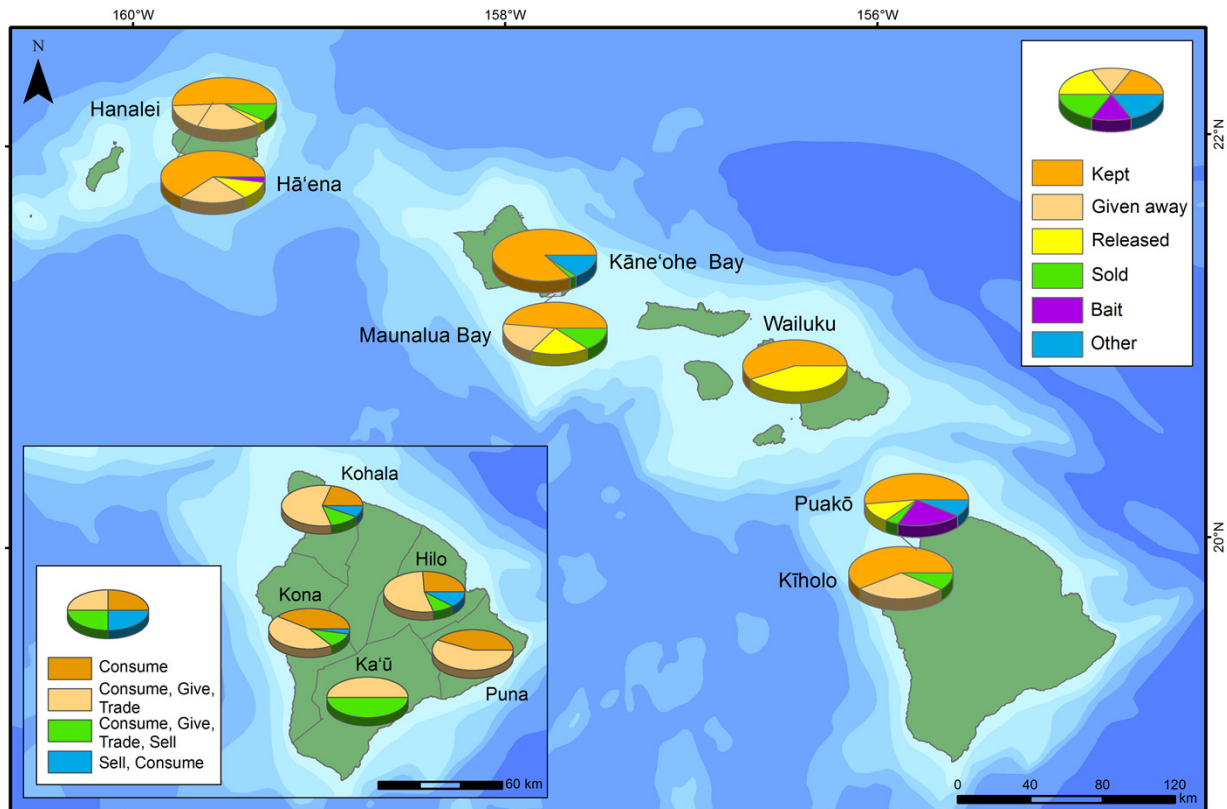 160°W
158°W
156°W
N
22°N
20°N
Hanalei
Hāʻena
Kāneʻohe Bay
Maunalua Bay
Wailuku
Puakō
Kīholo
Kept
Given away
Released
Sold
Bait
Other
Kohala
Hilo
Kona
Kaʻū
Puna
Consume
Consume, Give,
Trade
Consume, Give,
Trade, Sell
Sell, Consume
60 km
0 40 80 120
km